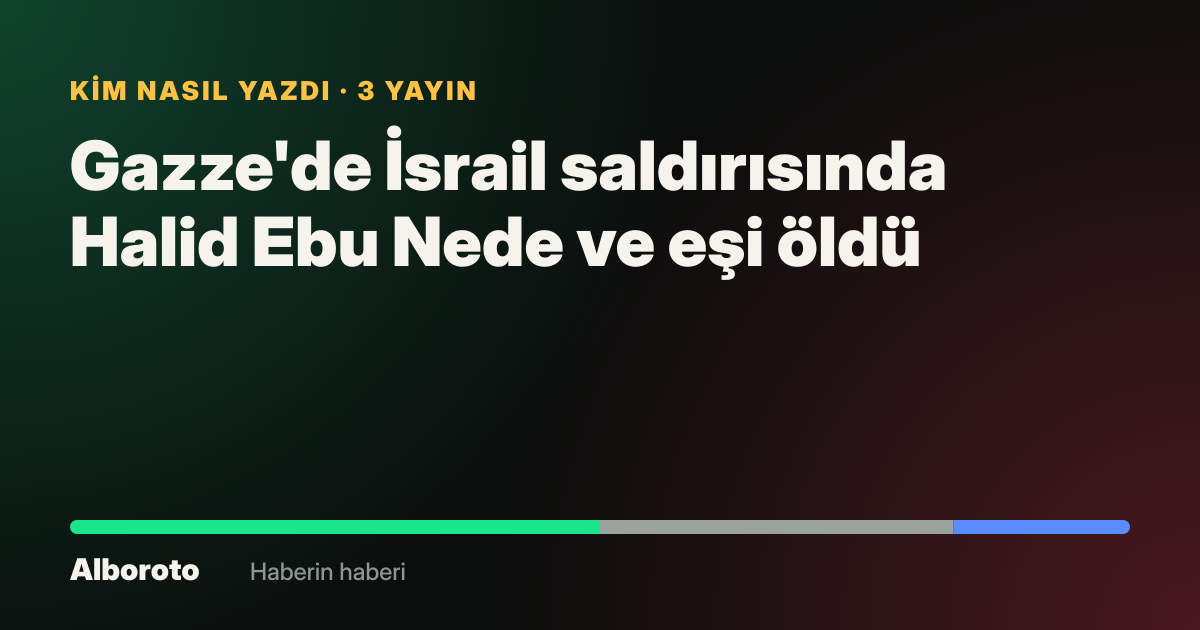 KİM NASIL YAZDI · 3 YAYIN
Gazze'de İsrail saldırısında
Halid Ebu Nede ve eşi öldü
Alboroto
Haberin haberi